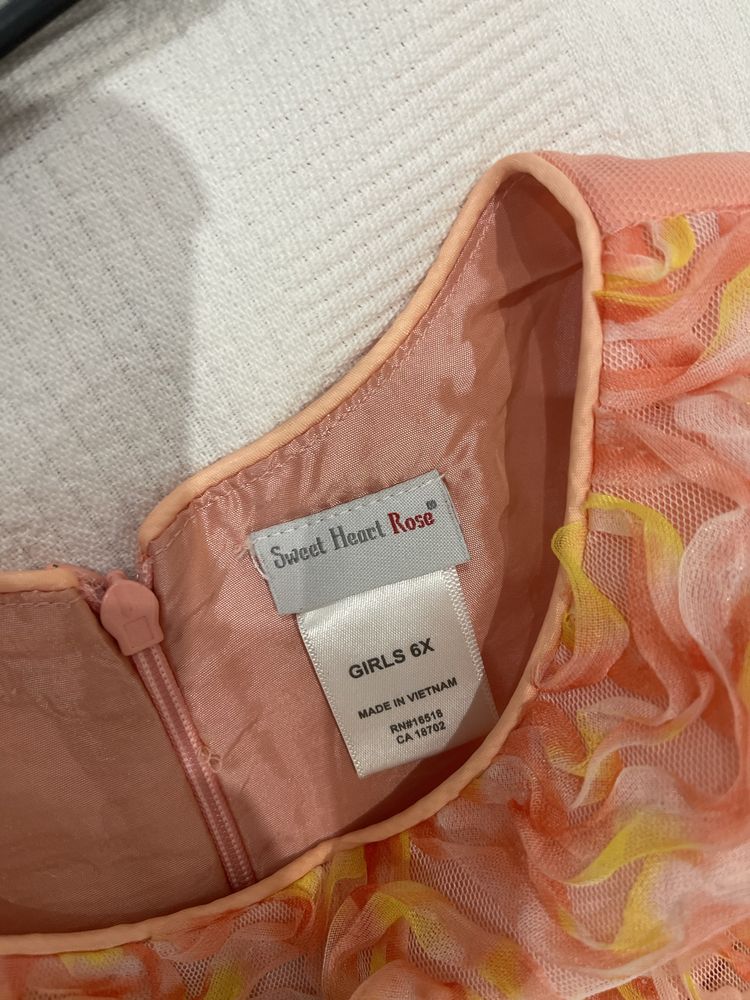 Sweet Heart Rose®
GIRLS 6X
MADE IN VIETNAM
RN#16518
CA 18702